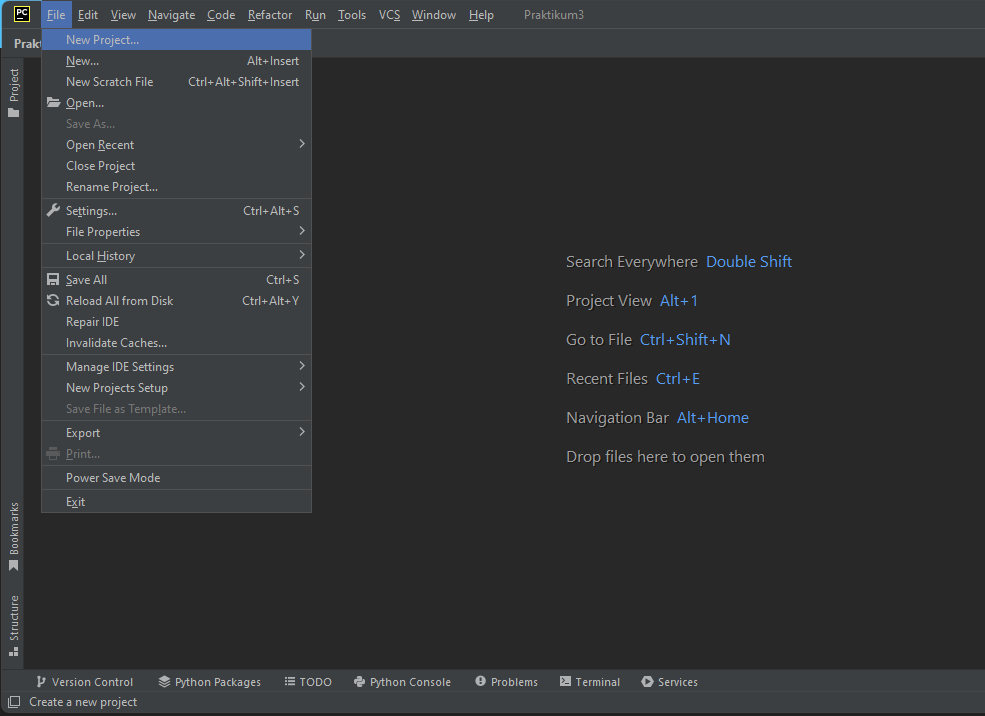 PC File Edit View Navigate Code Refactor Run Tools VCS Window Help Praktikum3
Prakt
Project
New Project...
New... Alt+Insert
New Scratch File Ctrl+Alt+Shift+Insert
Open...
Save As...
Open Recent
Close Project
Rename Project...
Settings... Ctrl+Alt+S
File Properties
Local History
Save All Ctrl+S
Reload All from Disk Ctrl+Alt+Y
Repair IDE
Invalidate Caches...
Manage IDE Settings
New Projects Setup
Save File as Template...
Export
Print...
Power Save Mode
Exit
Search Everywhere Double Shift
Project View Alt+1
Go to File Ctrl+Shift+N
Recent Files Ctrl+E
Navigation Bar Alt+Home
Drop files here to open them
Bookmarks
Structure
Version Control Python Packages TODO Python Console Problems Terminal Services
Create a new project